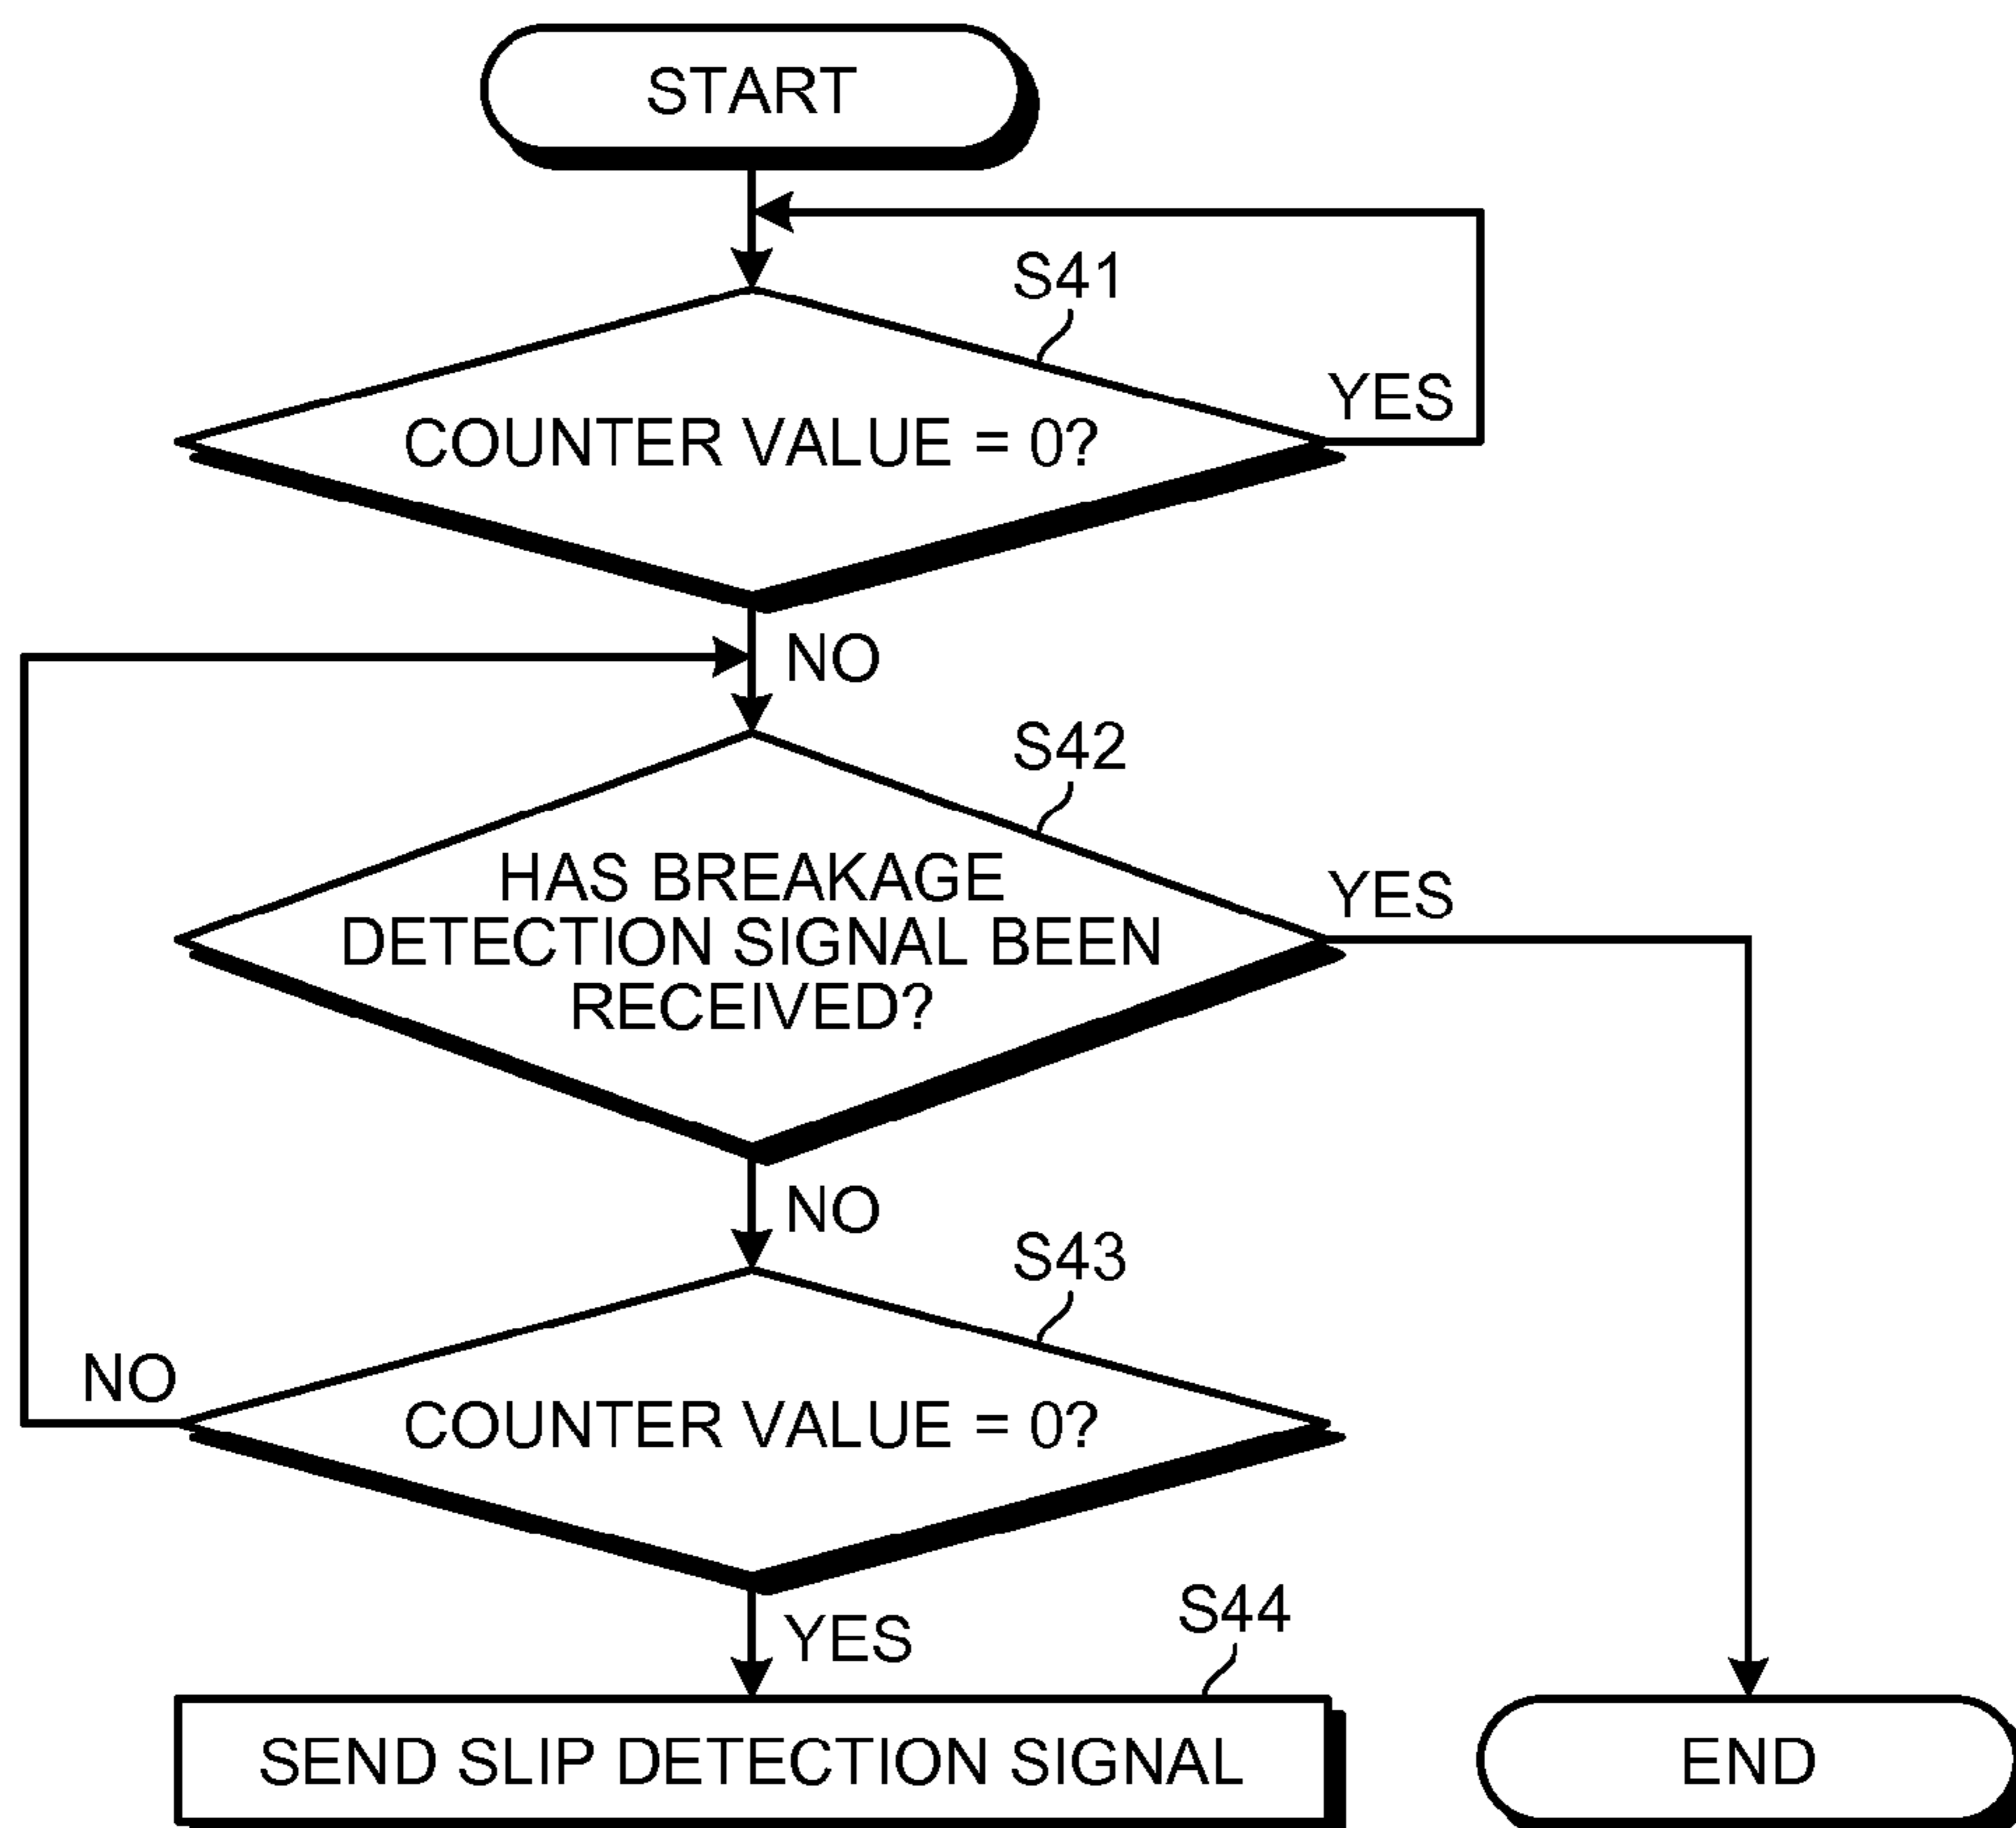 START
S41
COUNTER VALUE = 0?
YES
NO
S42
HAS BREAKAGE
DETECTION SIGNAL BEEN
RECEIVED?
YES
NO
S43
COUNTER VALUE = 0?
NO
YES
S44
SEND SLIP DETECTION SIGNAL
END